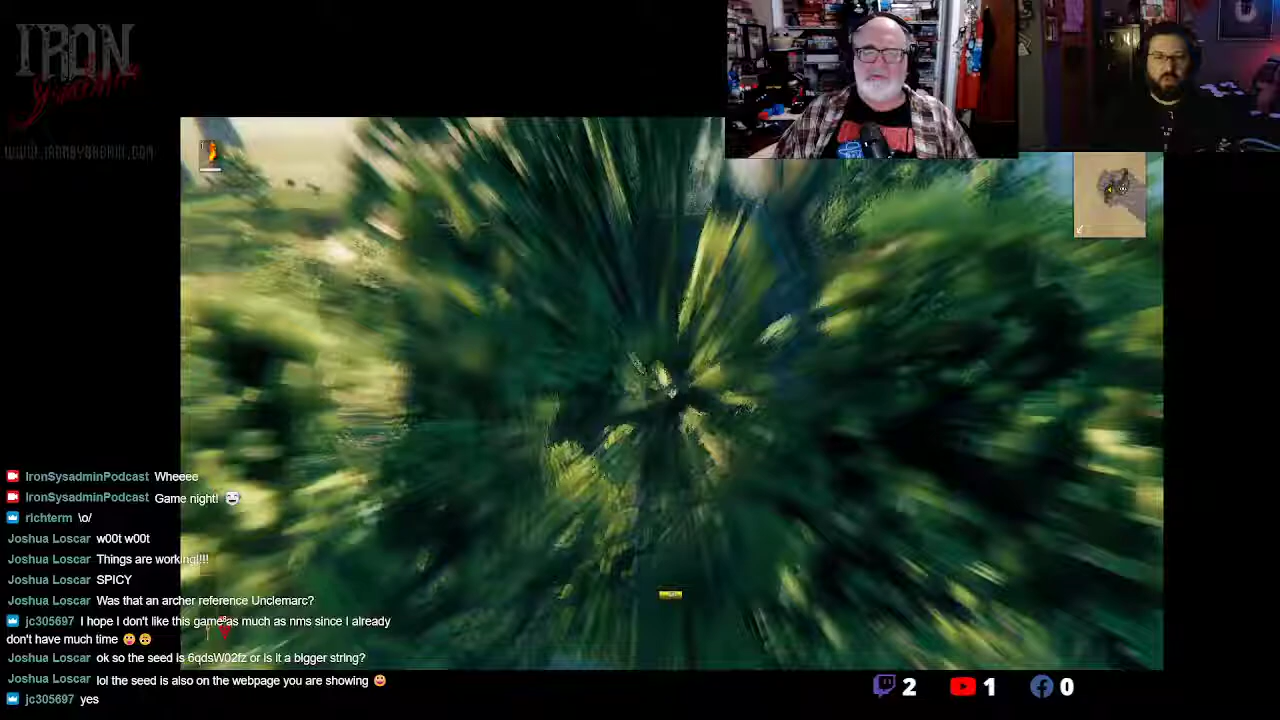 IRON
Sysadmin
WWW.IRONSYSADMIN.COM
IronSysadminPodcast Wheeee
IronSysadminPodcast Game night!
richterm \o/
Joshua Loscar w00t w00t
Joshua Loscar Things are working!!!!
Joshua Loscar SPICY
Joshua Loscar Was that an archer reference Unclemarc?
jc305697 I hope I don't like this game as much as nms since I already
don't have much time
Joshua Loscar ok so the seed is 6qdsW02fz or is it a bigger string?
Joshua Loscar lol the seed is also on the webpage you are showing
jc305697 yes
2 1 0